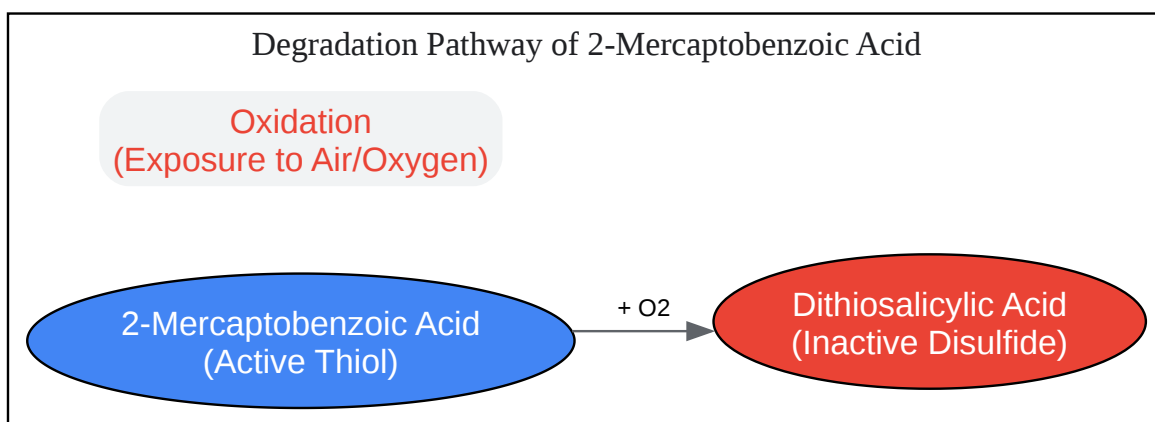 Degradation Pathway of 2-Mercaptobenzoic Acid
Oxidation
(Exposure to Air/Oxygen)
2-Mercaptobenzoic Acid
(Active Thiol)
+ O2
Dithiosalicylic Acid
(Inactive Disulfide)